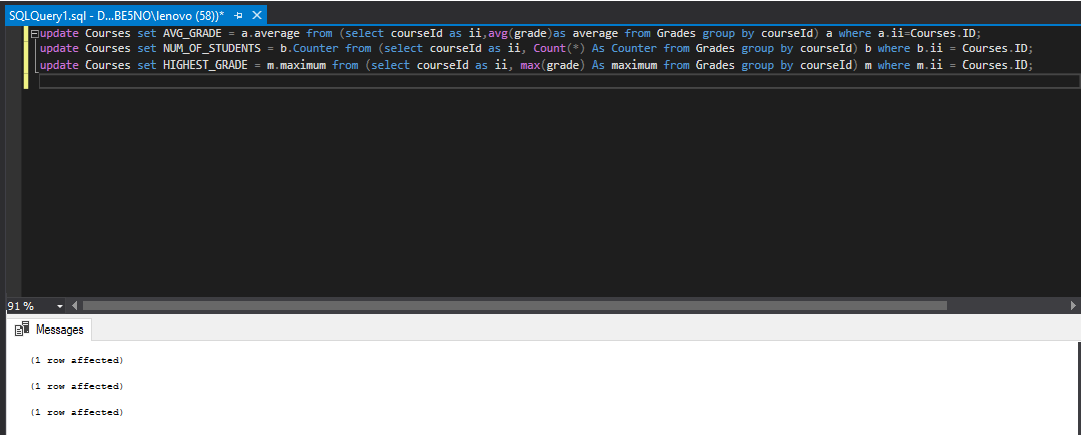 SQLQuery1.sql - D...BE5NO\lenovo (58))*
update Courses set AVG_GRADE = a.average from (select courseId as ii,avg(grade)as average from Grades group by courseId) a where a.ii=Courses.ID;
update Courses set NUM_OF_STUDENTS = b.Counter from (select courseId as ii, Count(*) As Counter from Grades group by courseId) b where b.ii = Courses.ID;
update Courses set HIGHEST_GRADE = m.maximum from (select courseId as ii, max(grade) As maximum from Grades group by courseId) m where m.ii = Courses.ID;
91 %
Messages
(1 row affected)
(1 row affected)
(1 row affected)